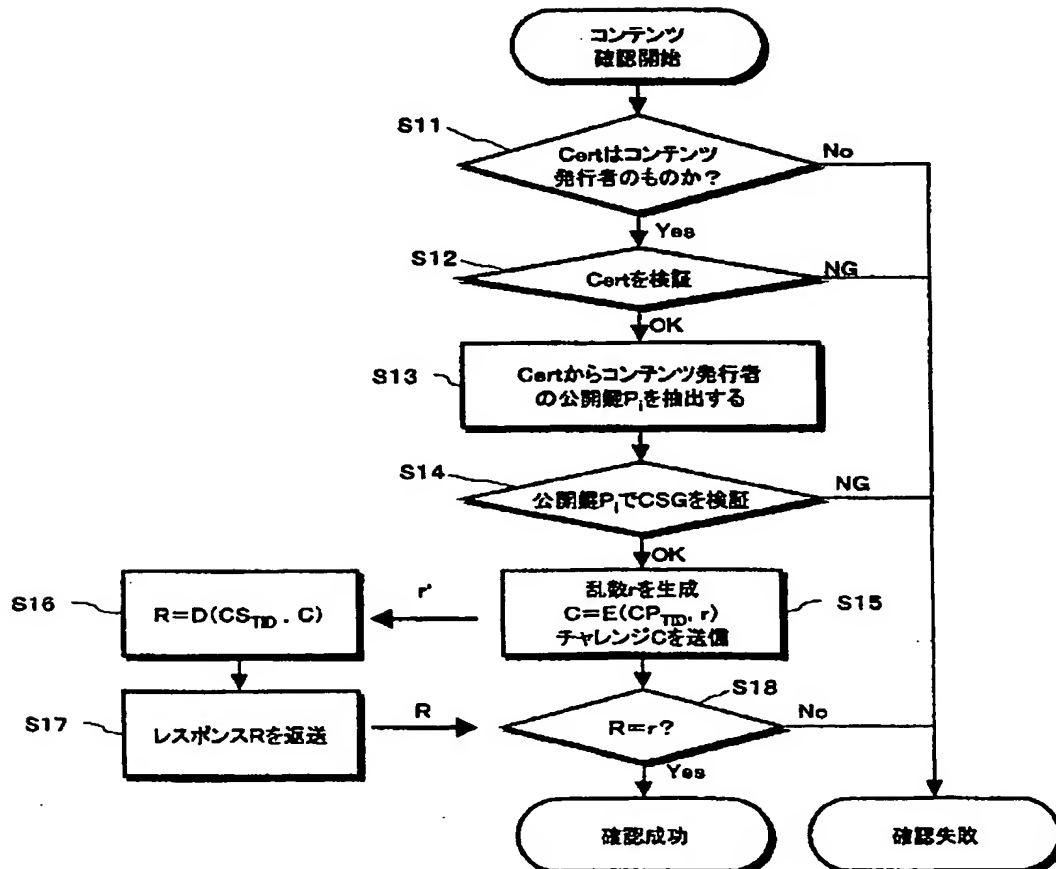 コンテンツ
確認開始
S11
Certはコンテンツ
発行者のものか？
No
Yes
S12
Certを検証
NG
OK
S13
Certからコンテンツ発行者
の公開鍵Piを抽出する
S14
公開鍵PiでCSGを検証
NG
OK
S16
R=D(CSTID . C)
r'
乱数rを生成
C=E(CPTID, r)
チャレンジCを送信
S15
S17
レスポンスRを返送
R
S18
R=r?
No
Yes
確認成功
確認失敗